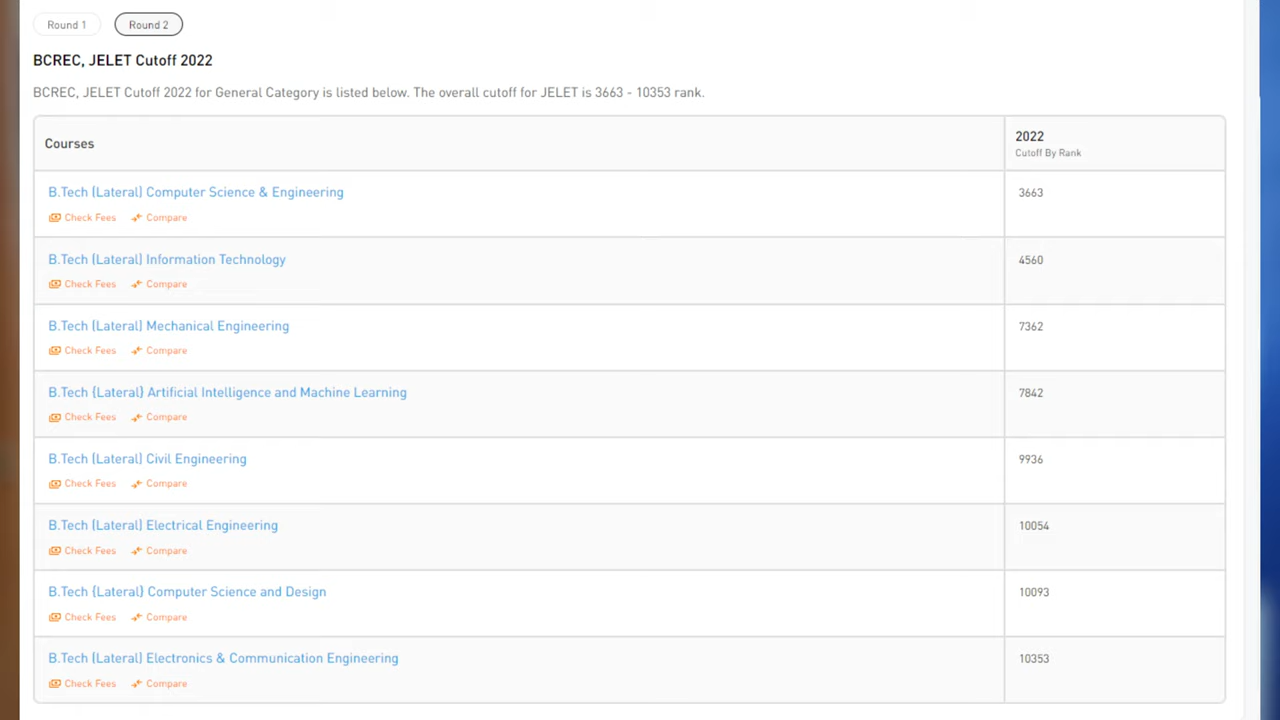 Round 1 Round 2
BCREC, JELET Cutoff 2022
BCREC, JELET Cutoff 2022 for General Category is listed below. The overall cutoff for JELET is 3663 - 10353 rank.
Courses 2022
Cutoff By Rank
B.Tech {Lateral} Computer Science & Engineering 3663
Check Fees Compare
B.Tech {Lateral} Information Technology 4560
Check Fees Compare
B.Tech {Lateral} Mechanical Engineering 7362
Check Fees Compare
B.Tech {Lateral} Artificial Intelligence and Machine Learning 7842
Check Fees Compare
B.Tech {Lateral} Civil Engineering 9936
Check Fees Compare
B.Tech {Lateral} Electrical Engineering 10054
Check Fees Compare
B.Tech {Lateral} Computer Science and Design 10093
Check Fees Compare
B.Tech {Lateral} Electronics & Communication Engineering 10353
Check Fees Compare